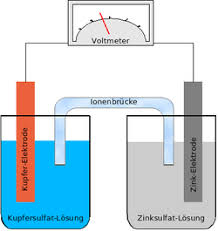 Voltmeter
Ionenbrücke
Kupfer-Elektrode
Zink-Elektrode
Kupfersulfat-Lösung
Zinksulfat-Lösung